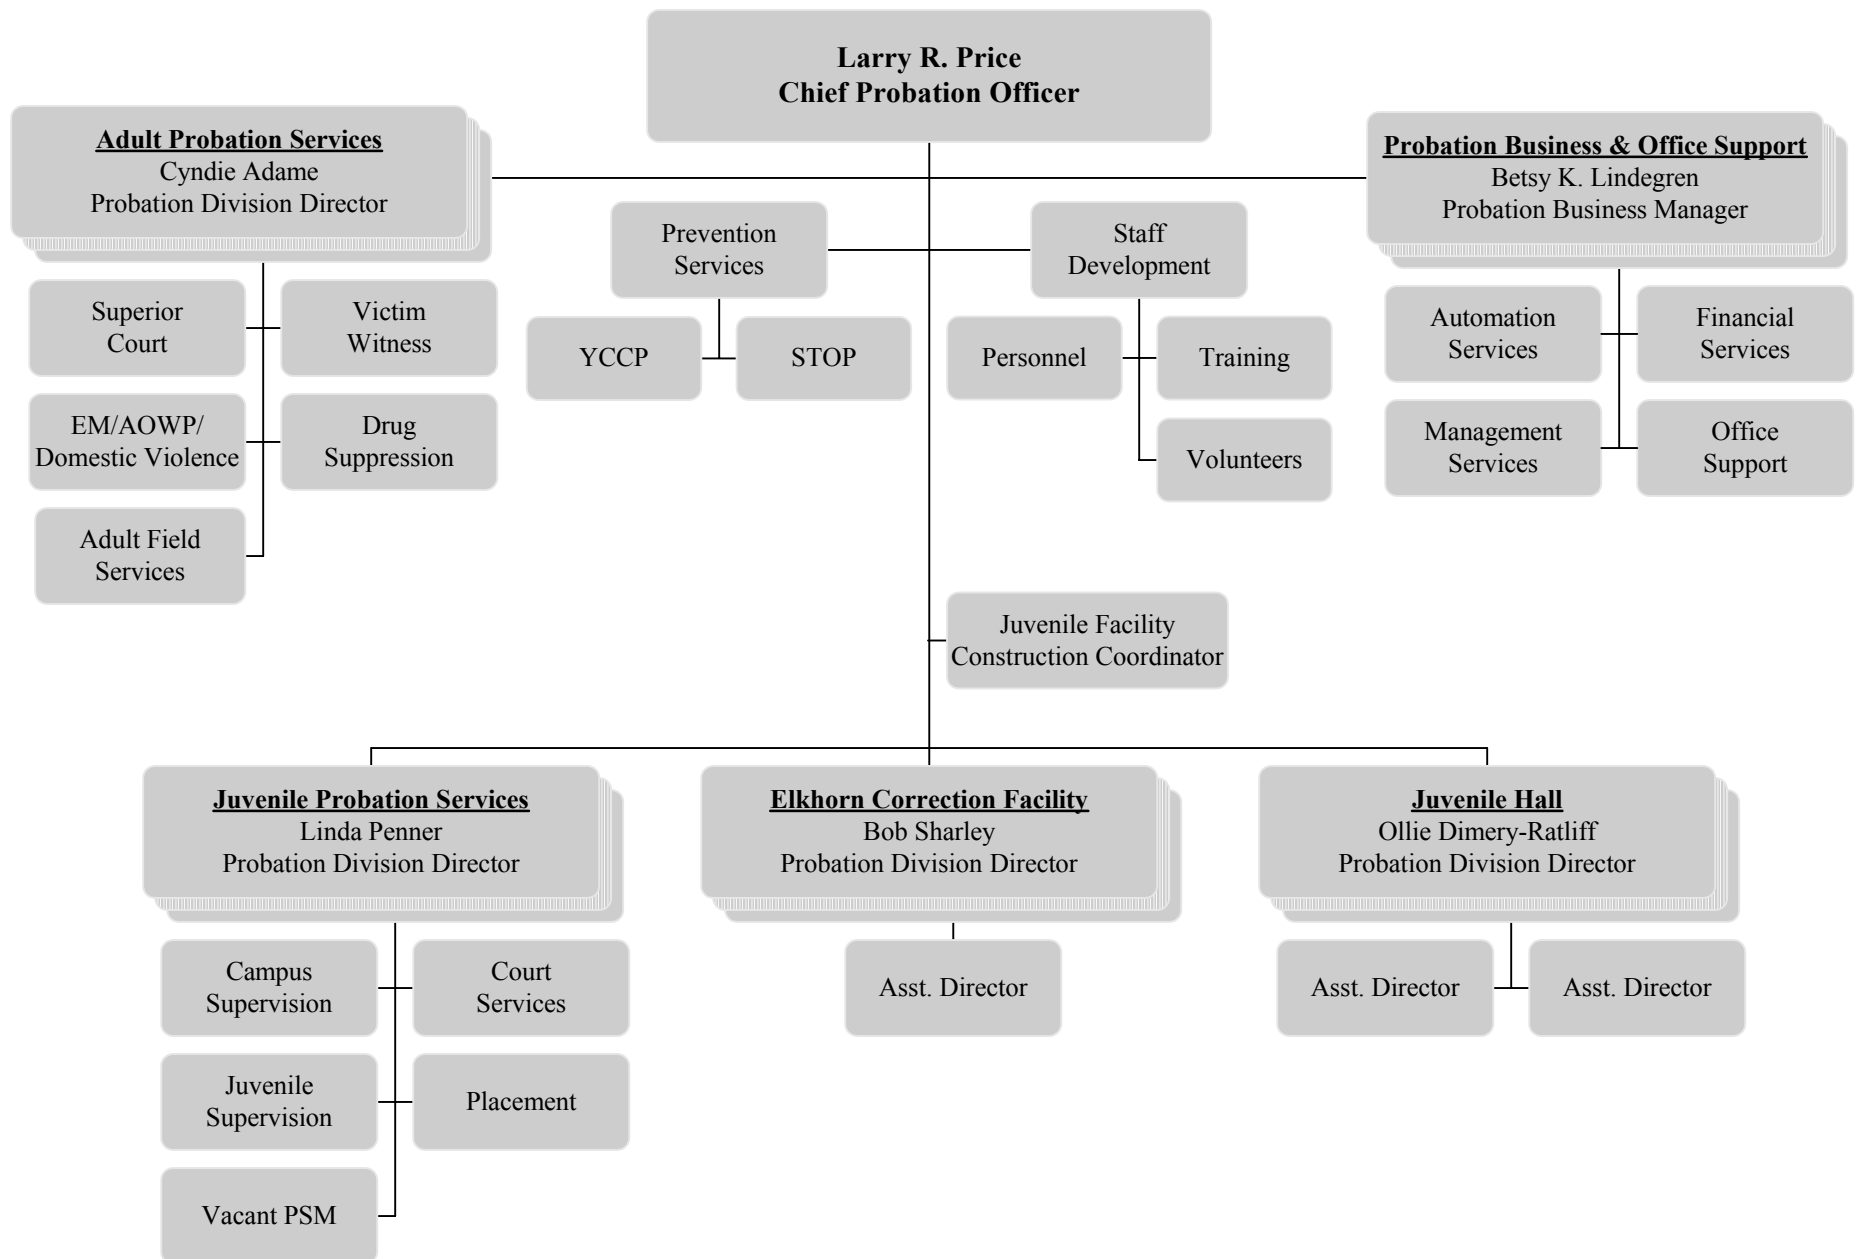 Larry R. Price
Chief Probation Officer
Adult Probation Services
Cyndie Adame
Probation Division Director
Probation Business & Office Support
Betsy K. Lindegren
Probation Business Manager
Prevention
Services
Staff
Development
Superior
Court
Victim
Witness
YCCP
STOP
Personnel
Training
Automation
Services
Financial
Services
EM/AOWP/
Domestic Violence
Drug
Suppression
Volunteers
Management
Services
Office
Support
Adult Field
Services
Juvenile Facility
Construction Coordinator
Juvenile Probation Services
Linda Penner
Probation Division Director
Elkhorn Correction Facility
Bob Sharley
Probation Division Director
Juvenile Hall
Ollie Dimery-Ratliff
Probation Division Director
Campus
Supervision
Court
Services
Asst. Director
Asst. Director
Asst. Director
Juvenile
Supervision
Placement
Vacant PSM